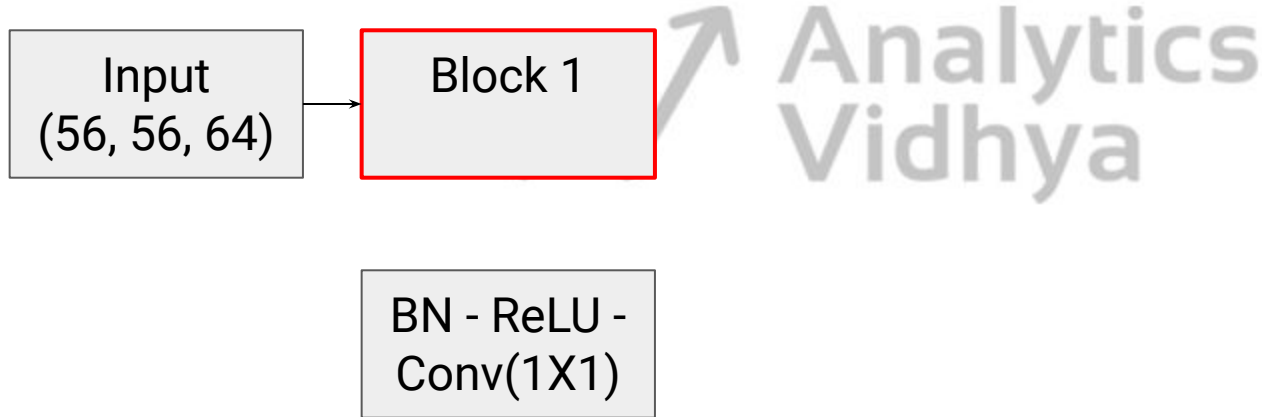 Input
(56, 56, 64)
Block 1
Analytics
Vidhya
BN - ReLU -
Conv(1X1)